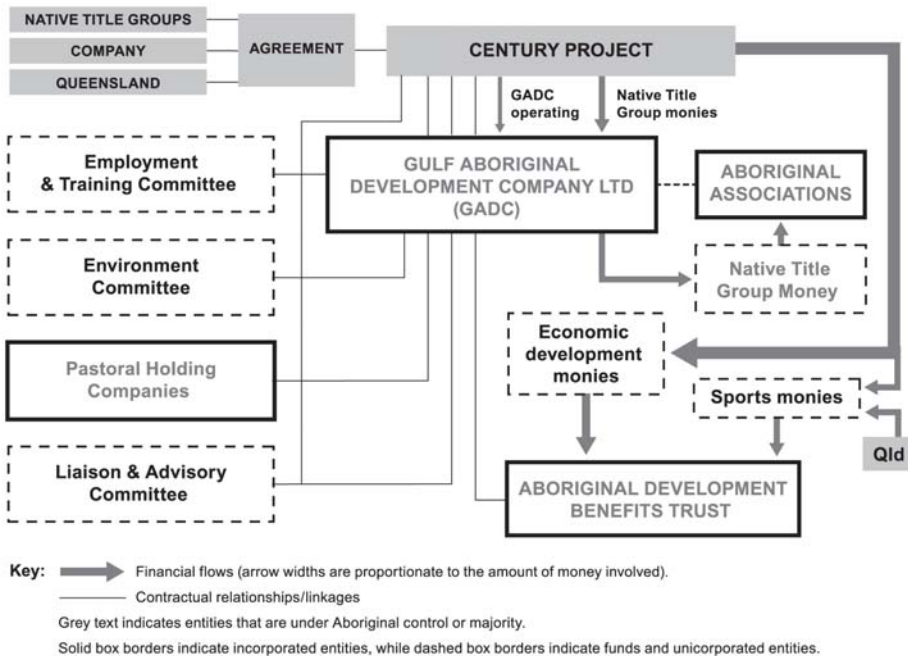 NATIVE TITLE GROUPS
COMPANY
QUEENSLAND
AGREEMENT
CENTURY PROJECT
GADC
operating
Native Title
Group monies
Employment
& Training Committee
GULF ABORIGINAL
DEVELOPMENT COMPANY LTD
(GADC)
ABORIGINAL
ASSOCIATIONS
Environment
Committee
Native Title
Group Money
Pastoral Holding
Companies
Economic
development
monies
Sports monies
Qld
Liaison & Advisory
Committee
ABORIGINAL DEVELOPMENT
BENEFITS TRUST
Key:
Financial flows (arrow widths are proportionate to the amount of money involved).
Contractual relationships/linkages
Grey text indicates entities that are under Aboriginal control or majority.
Solid box borders indicate incorporated entities, while dashed box borders indicate funds and unicorporated entities.